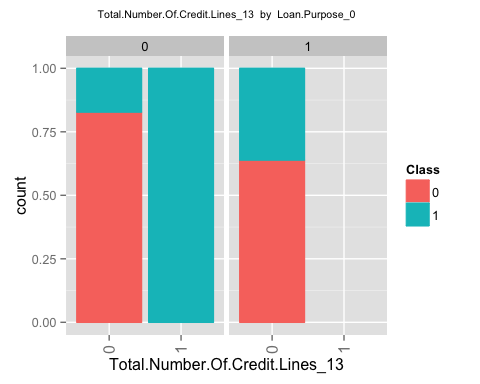 Total.Number.Of.Credit.Lines_13 by Loan.Purpose_0
0 1
1.00
0.75
0.50
0.25
0.00
count
0 1 0 1
Total.Number.Of.Credit.Lines_13
Class
0
1